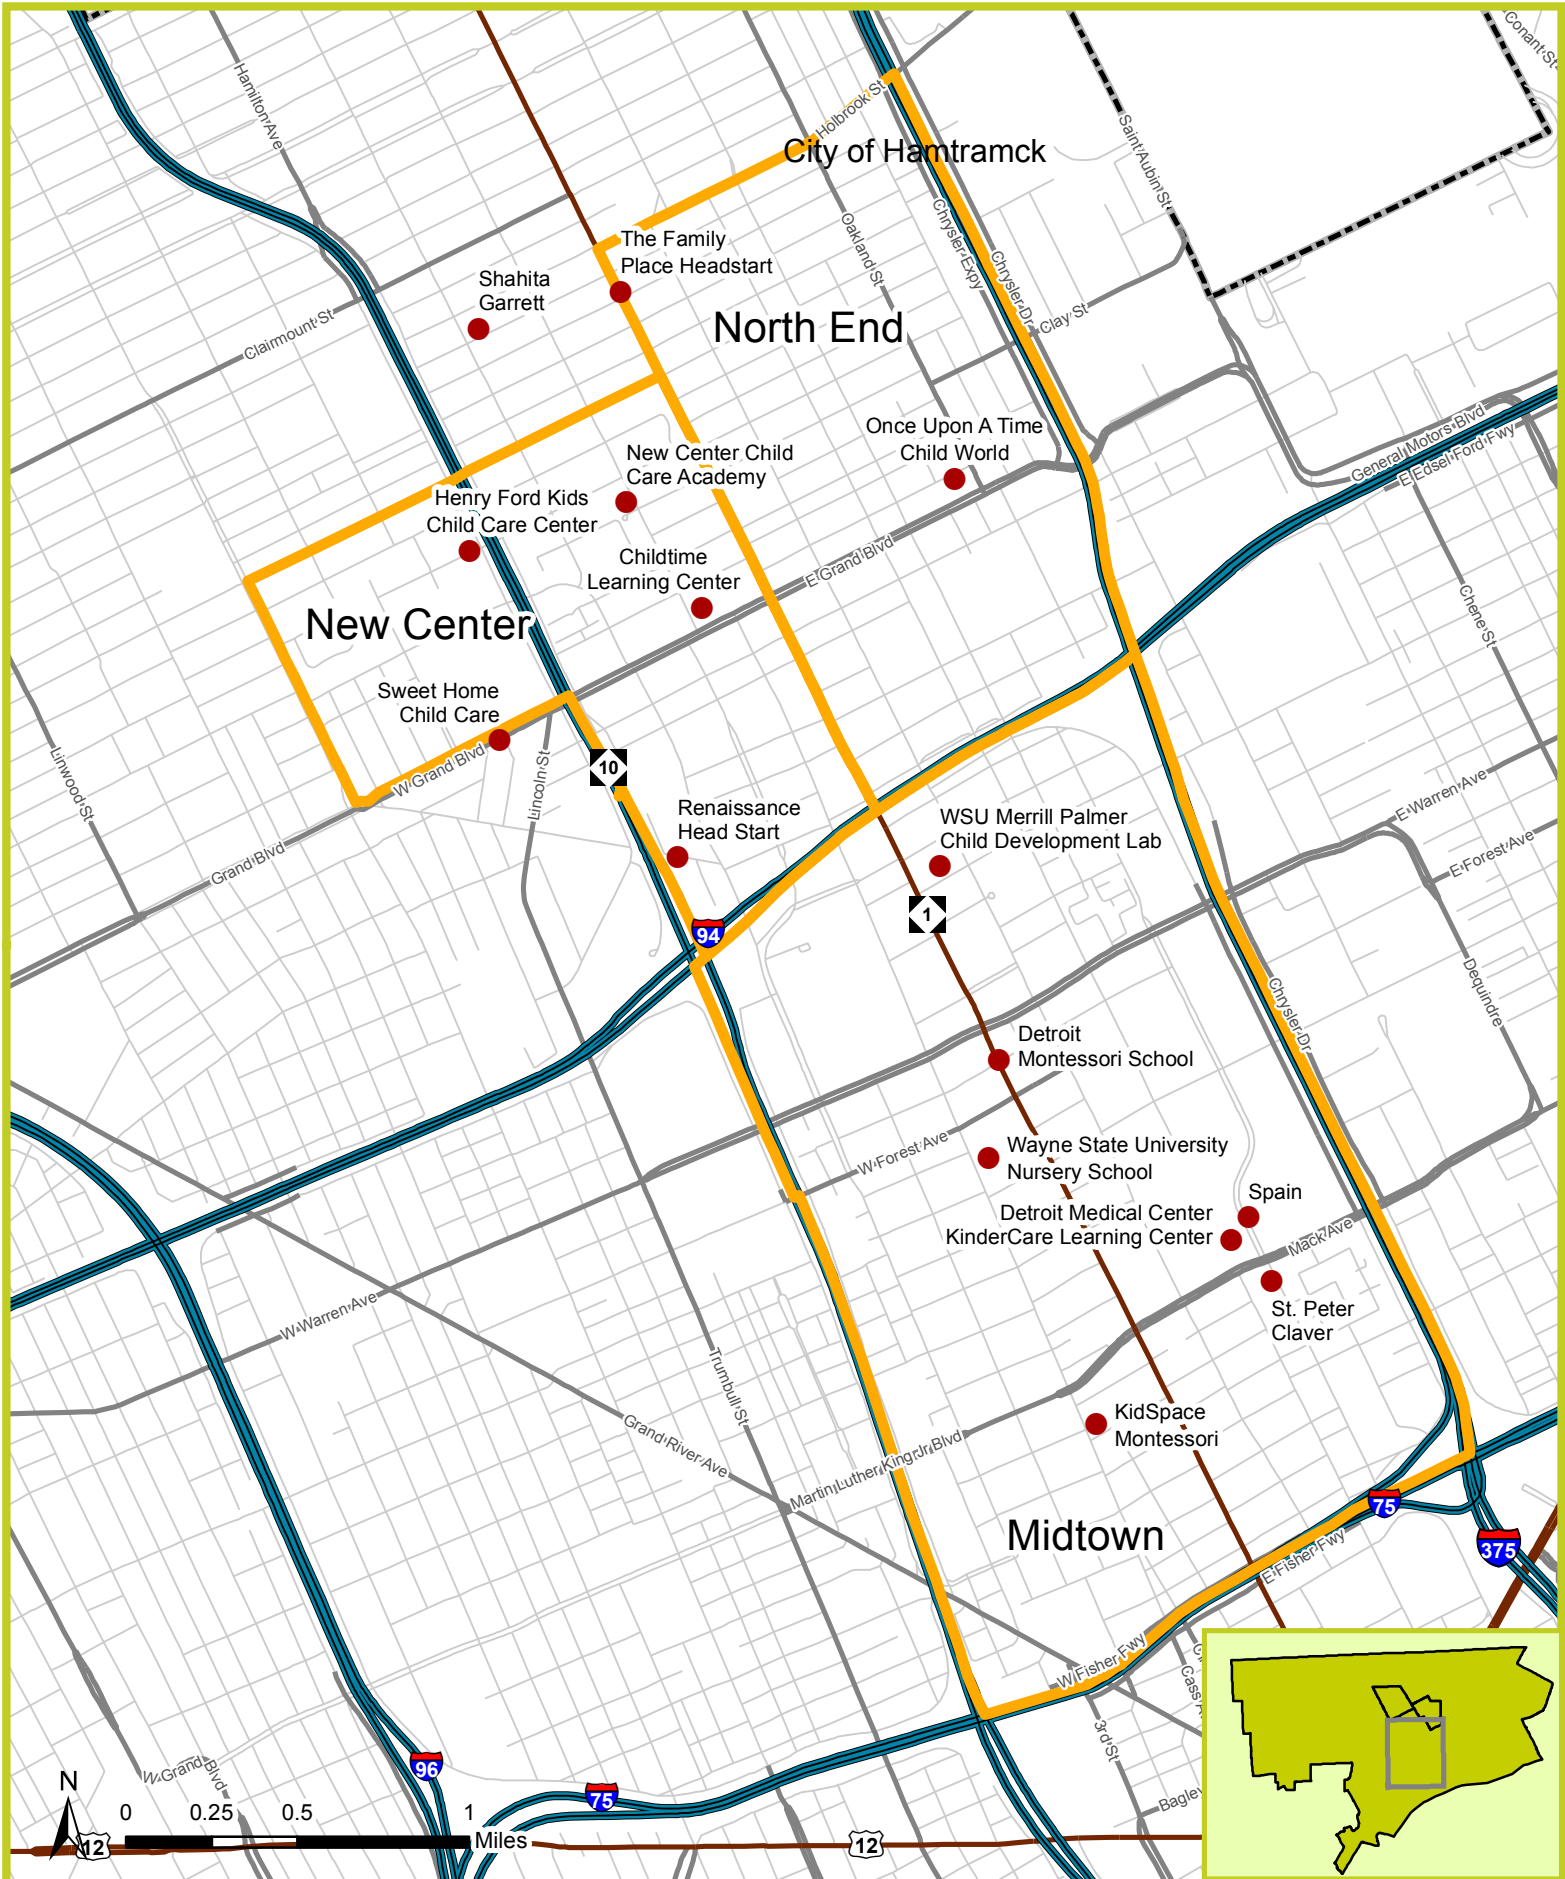 Conant St
Hamilton Ave
Holbrook St
City of Hamtramck
Saint Aubin St
Oakland St
Chrysler Expy
Chrysler Dr
The Family
Place Headstart
Shahita
Garrett
North End
Clay St
Clairmount St
Once Upon A Time
Child World
General Motors Blvd
E Edsel Ford Fwy
New Center Child
Care Academy
Henry Ford Kids
Child Care Center
Childtime
Learning Center
E Grand Blvd
Chene St
New Center
Sweet Home
Child Care
W Grand Blvd
Linwood St
Lincoln St
10
Renaissance
Head Start
WSU Merrill Palmer
Child Development Lab
E Warren Ave
E Forest Ave
Grand Blvd
94
1
Dequindre
Chrysler Dr
Detroit
Montessori School
W Forest Ave
Wayne State University
Nursery School
Spain
Detroit Medical Center
KinderCare Learning Center
Mack Ave
St. Peter
Claver
W Warren Ave
Trumbull St
Grand River Ave
KidSpace
Montessori
Martin Luther King Jr Blvd
75
Midtown
375
E Fisher Fwy
W Fisher Fwy
Cass
3rd St
Bagley
W Grand Blvd
96
75
N
0 0.25 0.5 1
Miles
12
12